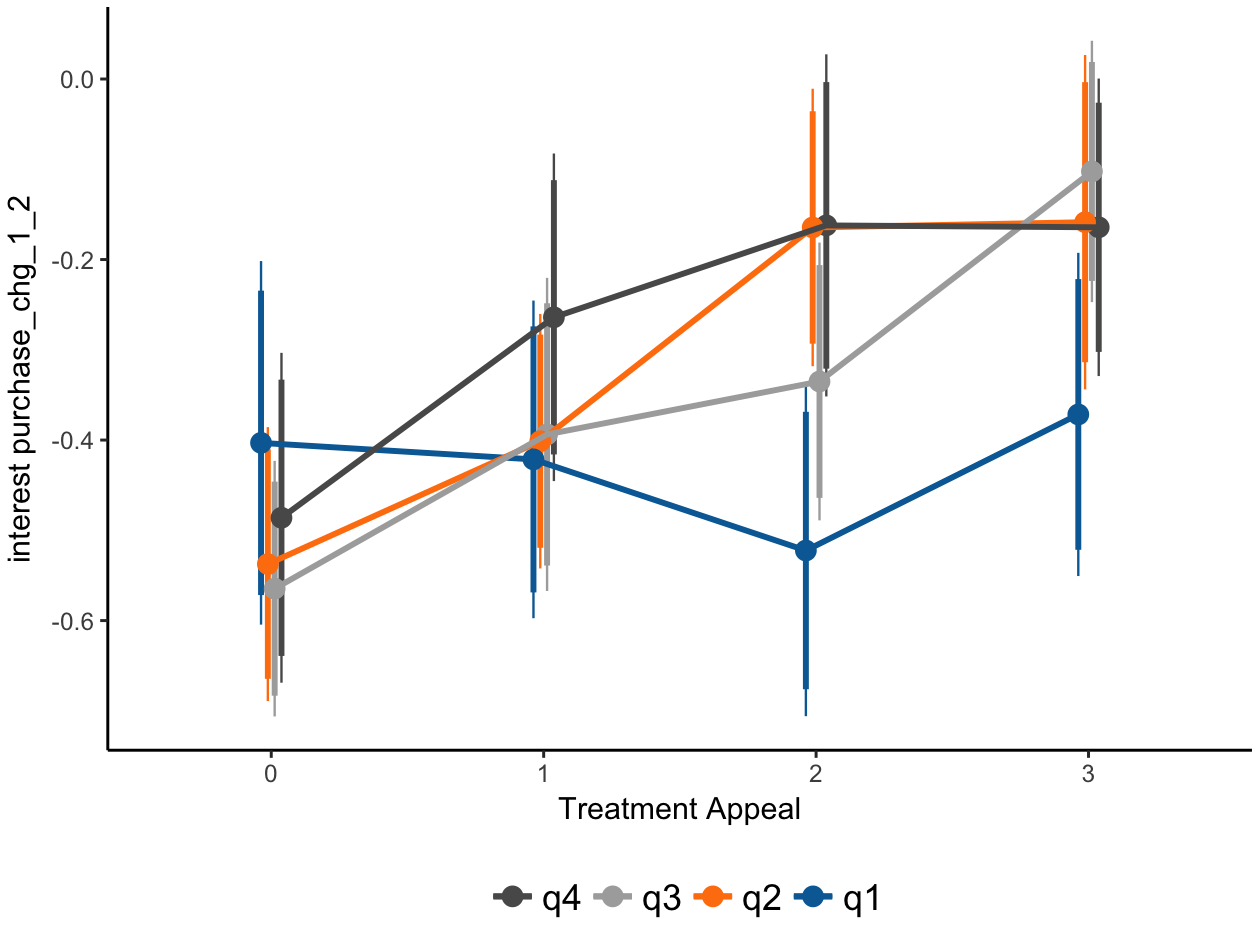 interest purchase_chg_1_2
0.0
-0.2
-0.4
-0.6
0 1 2 3
Treatment Appeal
q4 q3 q2 q1